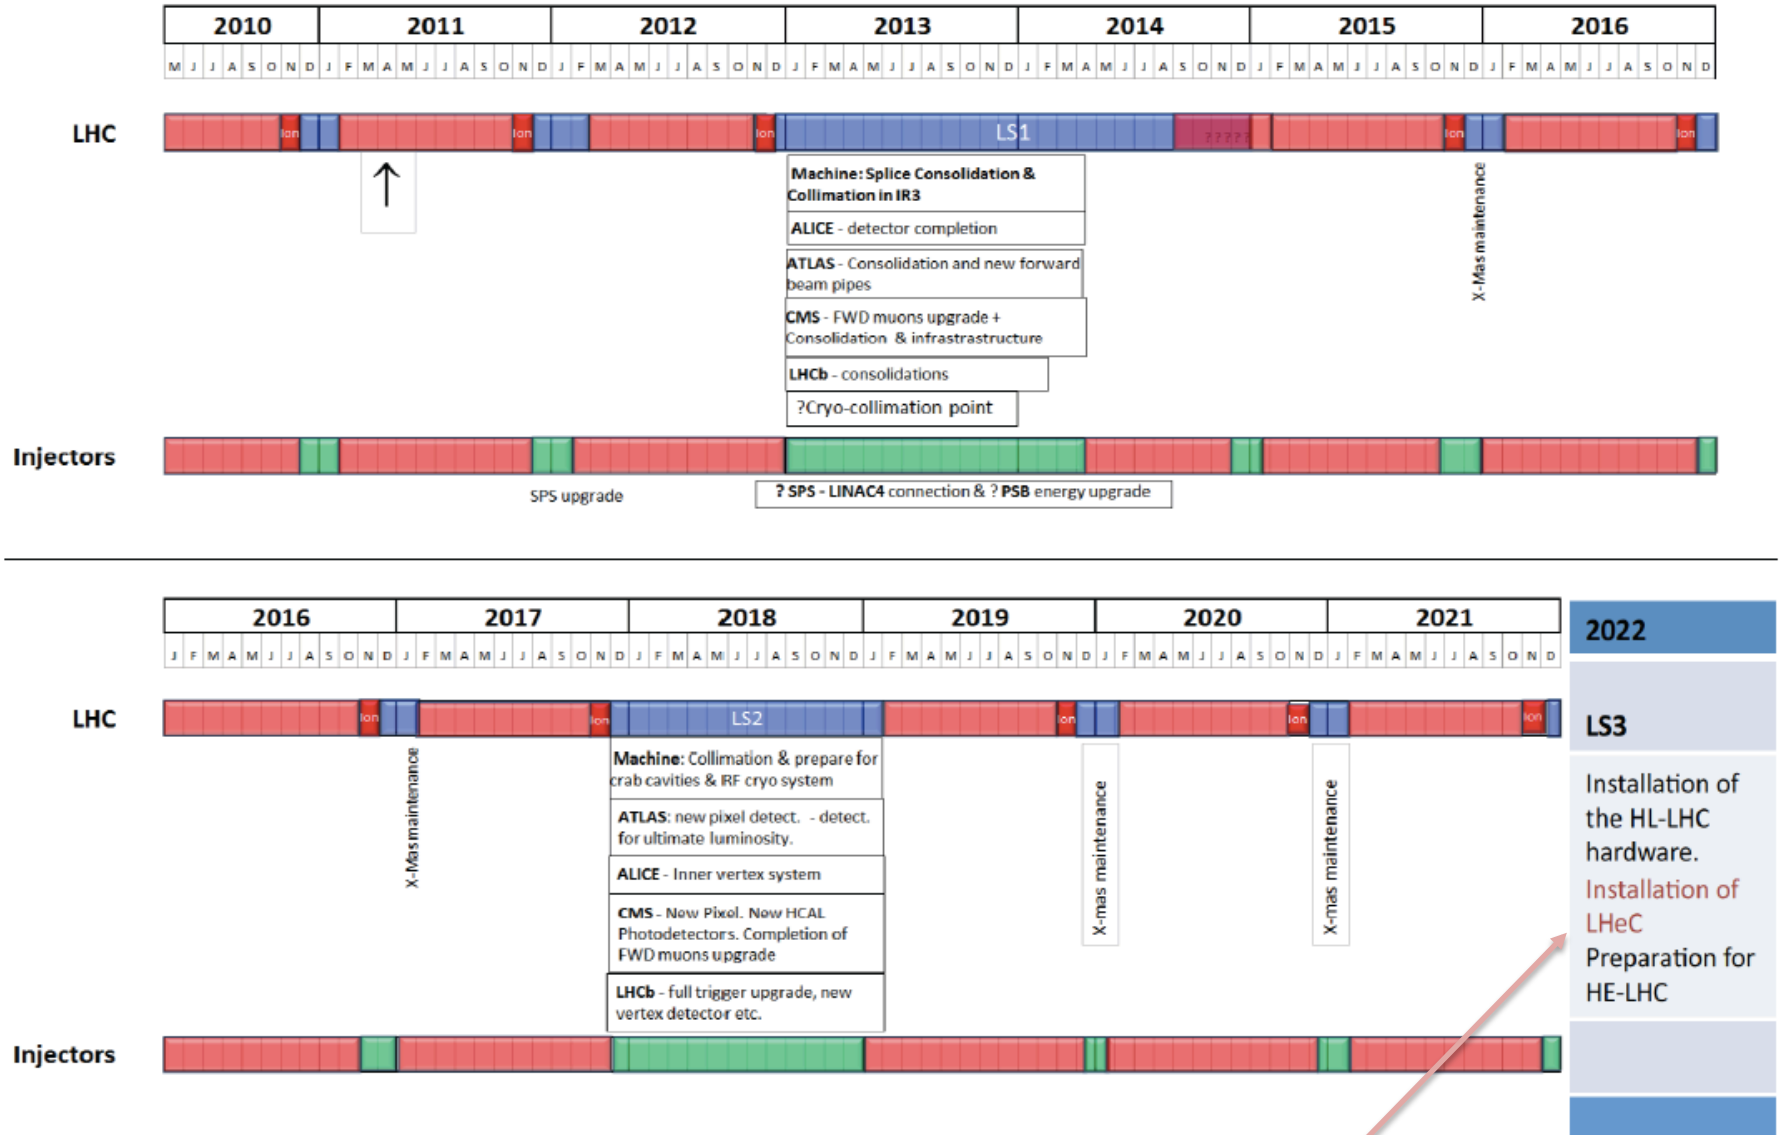 2010 2011 2012 2013 2014 2015 2016
M J J A S O N D J F M A M J J A S O N D J F M A M J J A S O N D J F M A M J J A S O N D J F M A M J J A S O N D J F M A M J J A S O N D J F M A M J J A S O N D
LHC Ion Ion Ion LS1 ????? Ion Ion
Machine: Splice Consolidation &
Collimation in IR3
ALICE - detector completion
ATLAS - Consolidation and new forward
beam pipes
CMS - FWD muons upgrade +
Consolidation & infrastrastructure
LHCb - consolidations
?Cryo-collimation point
X-Mas maintenance
Injectors
SPS upgrade
? SPS - LINAC4 connection & ? PSB energy upgrade
2016 2017 2018 2019 2020 2021
J F M A M J J A S O N D J F M A M J J A S O N D J F M A M J J A S O N D J F M A M J J A S O N D J F M A M J J A S O N D J F M A M J J A S O N D
LHC Ion Ion LS2 Ion Ion Ion
Machine: Collimation & prepare for
crab cavities & RF cryo system
ATLAS: new pixel detect. - detect.
for ultimate luminosity.
ALICE - Inner vertex system
CMS - New Pixel. New HCAL
Photodetectors. Completion of
FWD muons upgrade
LHCb - full trigger upgrade, new
vertex detector etc.
X-Mas maintenance
X-mas maintenance
X-mas maintenance
Injectors
2022
LS3
Installation of
the HL-LHC
hardware.
Installation of
LHeC
Preparation for
HE-LHC